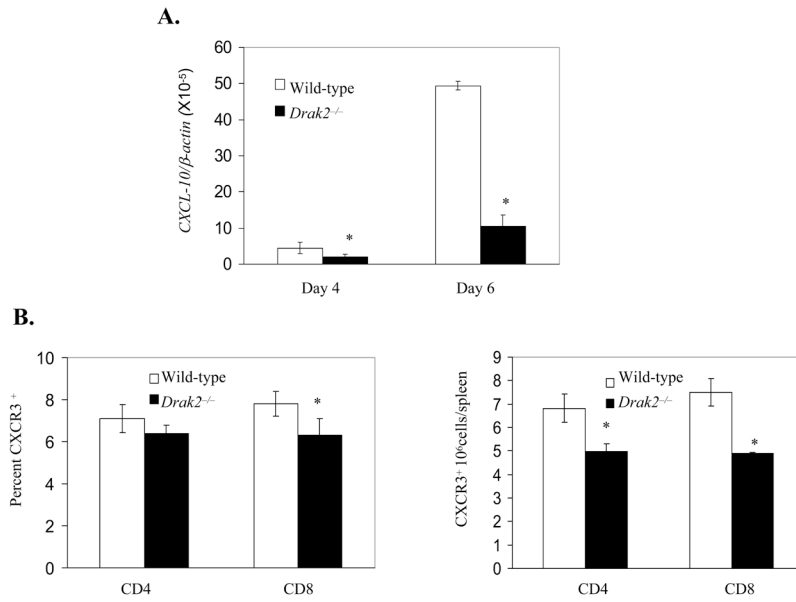 A.
CXCL-10/β-actin (X10⁻⁵)
60
50
40
30
20
10
0
Wild-type
Drak2⁻/⁻
*
*
Day 4
Day 6
B.
Percent CXCR3 ⁺
10
8
6
4
2
0
Wild-type
Drak2⁻/⁻
*
CD4
CD8
CXCR3⁺ 10⁶cells/spleen
9
8
7
6
5
4
3
2
1
0
Wild-type
Drak2⁻/⁻
*
*
CD4
CD8